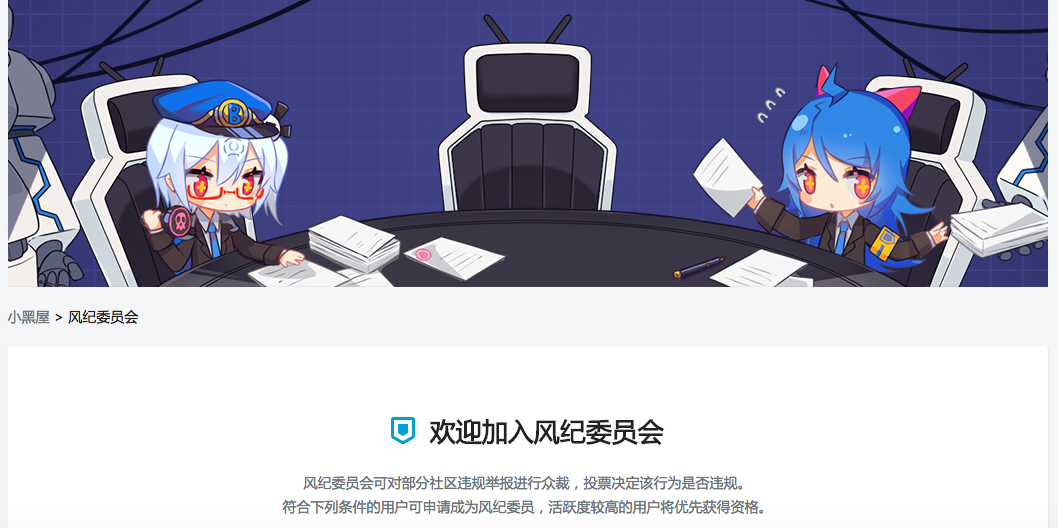 B
小黑屋 > 风纪委员会
欢迎加入风纪委员会
风纪委员会可对部分社区违规举报进行众裁，投票决定该行为是否违规。
符合下列条件的用户可申请成为风纪委员，活跃度较高的用户将优先获得资格。